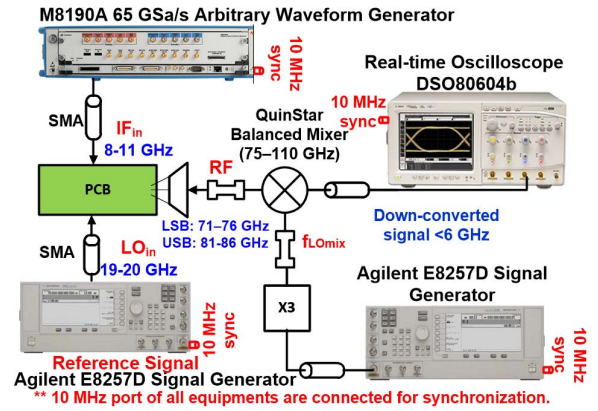 M8190A 65 GSa/s Arbitrary Waveform Generator
10 MHz
sync
Real-time Oscilloscope
DSO80604b
10 MHz
sync
SMA
IFin
8-11 GHz
QuinStar
Balanced Mixer
(75–110 GHz)
RF
PCB
LSB: 71–76 GHz
USB: 81-86 GHz
Down-converted
signal <6 GHz
fLOmix
SMA
LOin
19-20 GHz
X3
Agilent E8257D Signal
Generator
10 MHz
sync
10 MHz
sync
Reference Signal
Agilent E8257D Signal Generator
** 10 MHz port of all equipments are connected for synchronization.